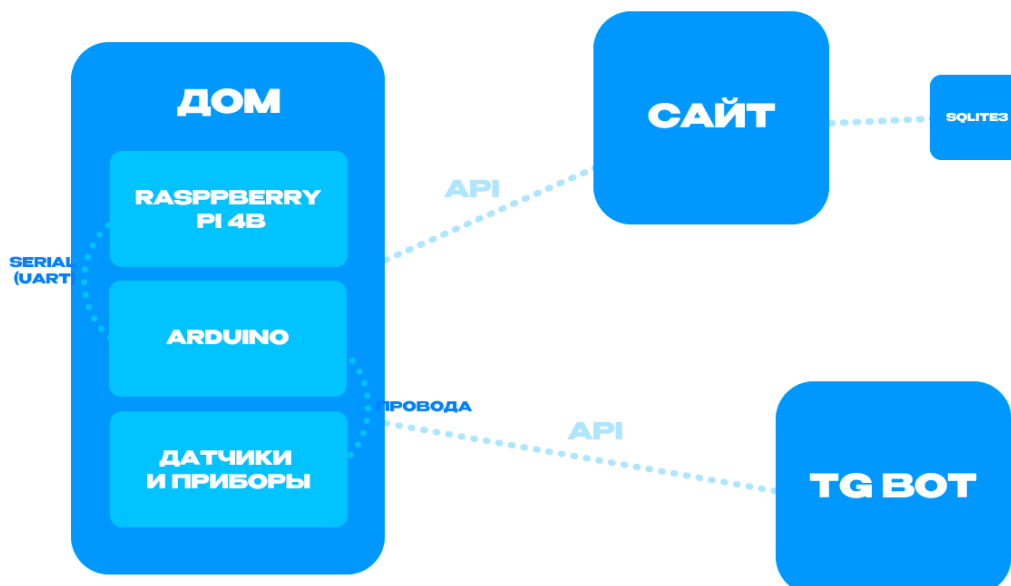 ДОМ
RASPPBERRY
PI 4B
SERIAL
(UART)
ARDUINO
ПРОВОДА
ДАТЧИКИ
И ПРИБОРЫ
API
САЙТ
SQLITE3
API
TG BOT